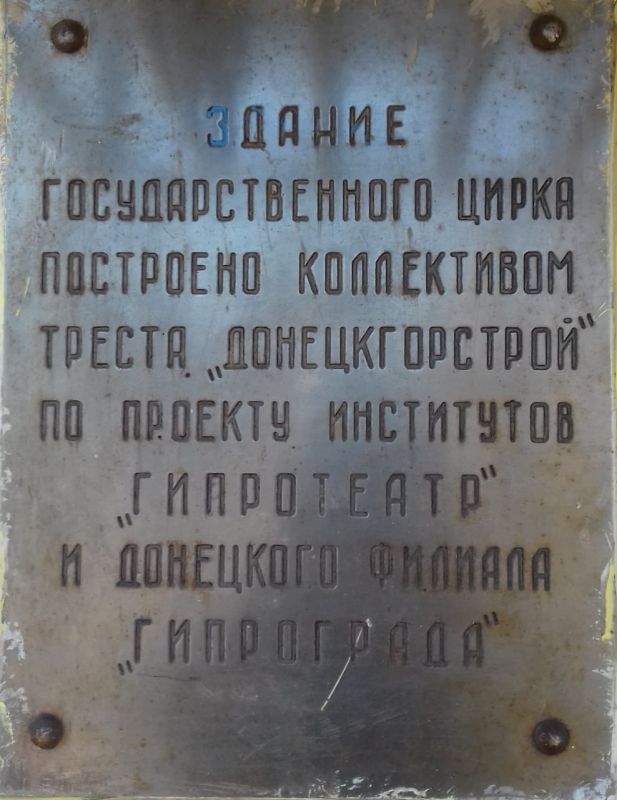 ЗДАНИЕ
ГОСУДАРСТВЕННОГО ЦИРКА
ПОСТРОЕНО КОЛЛЕКТИВОМ
ТРЕСТА „ДОНЕЦКГОРСТРОЙ"
ПО ПРОЕКТУ ИНСТИТУТОВ
„ГИПРОТЕАТР"
И ДОНЕЦКОГО ФИЛИАЛА
„ГИПРОГРАДА"